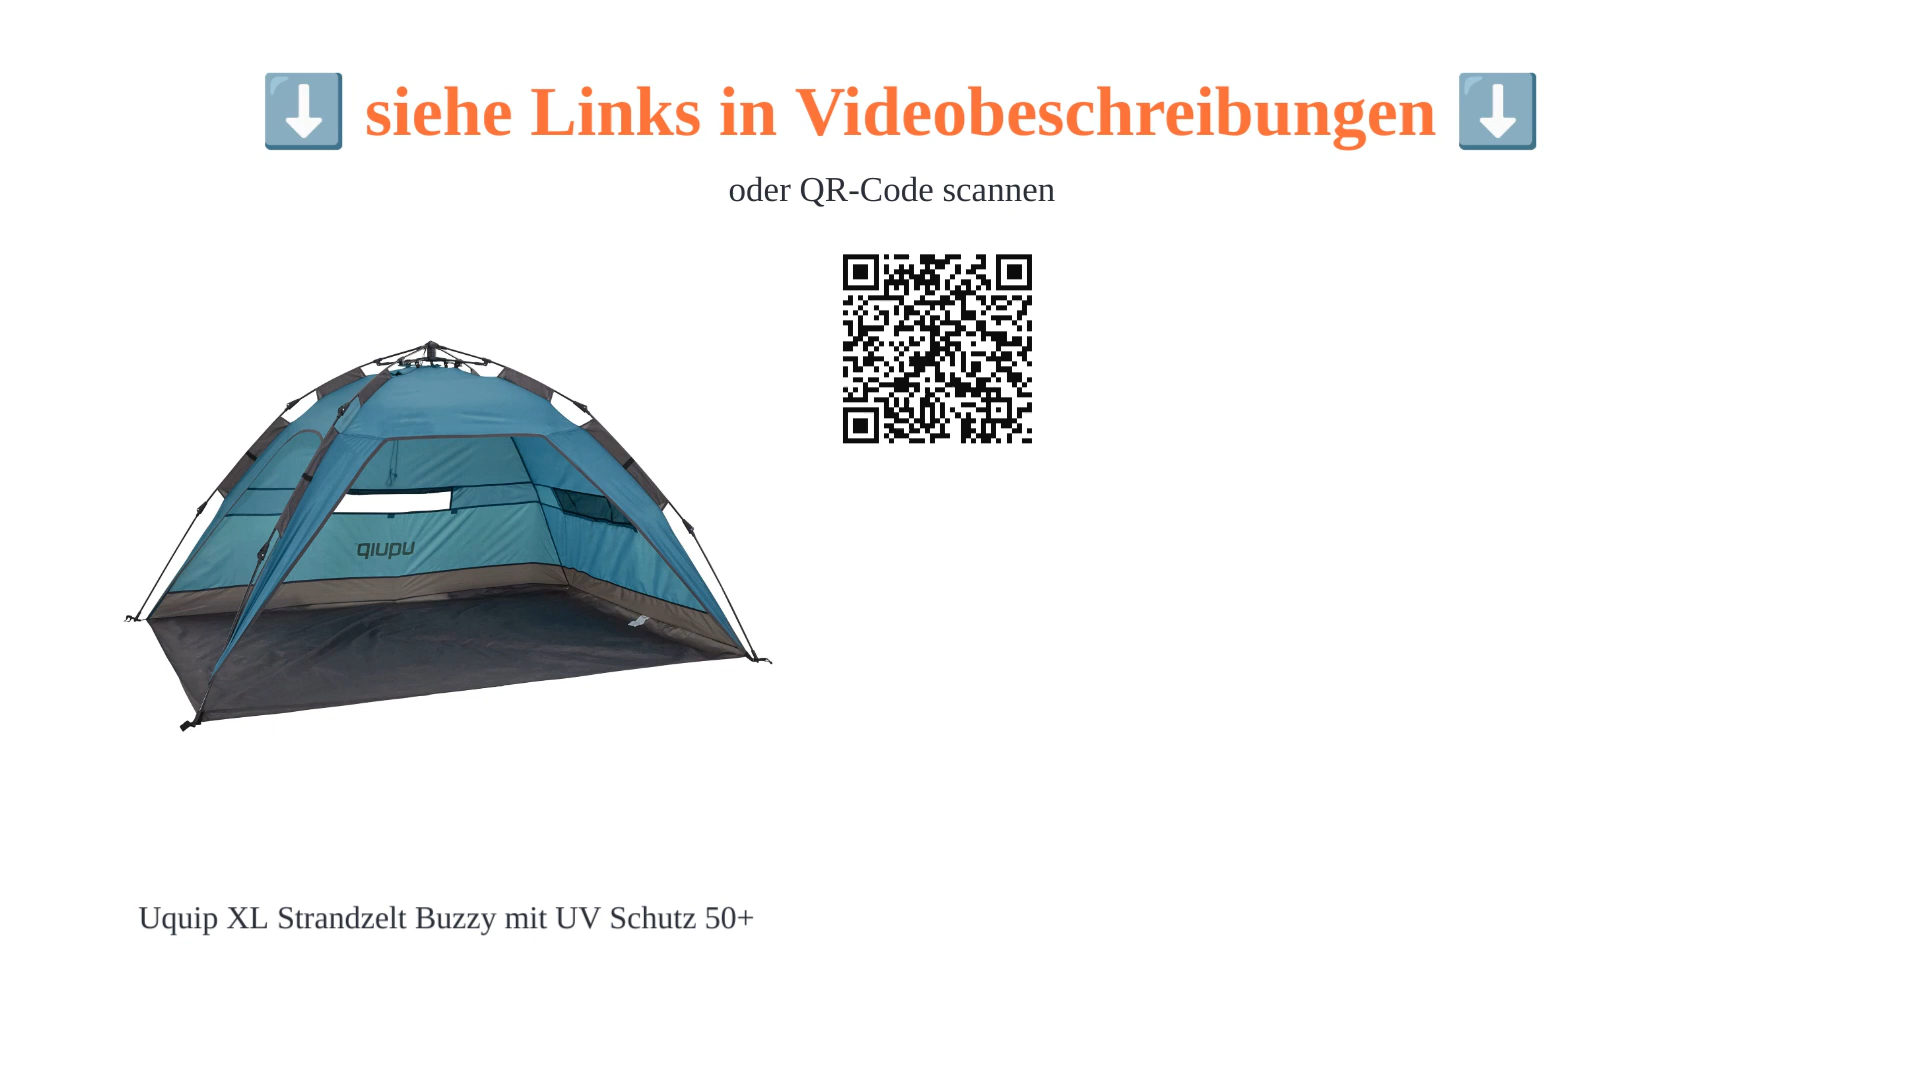 ⬇️ siehe Links in Videobeschreibungen ⬇️
oder QR-Code scannen
qiupu
Uquip XL Strandzelt Buzzy mit UV Schutz 50+